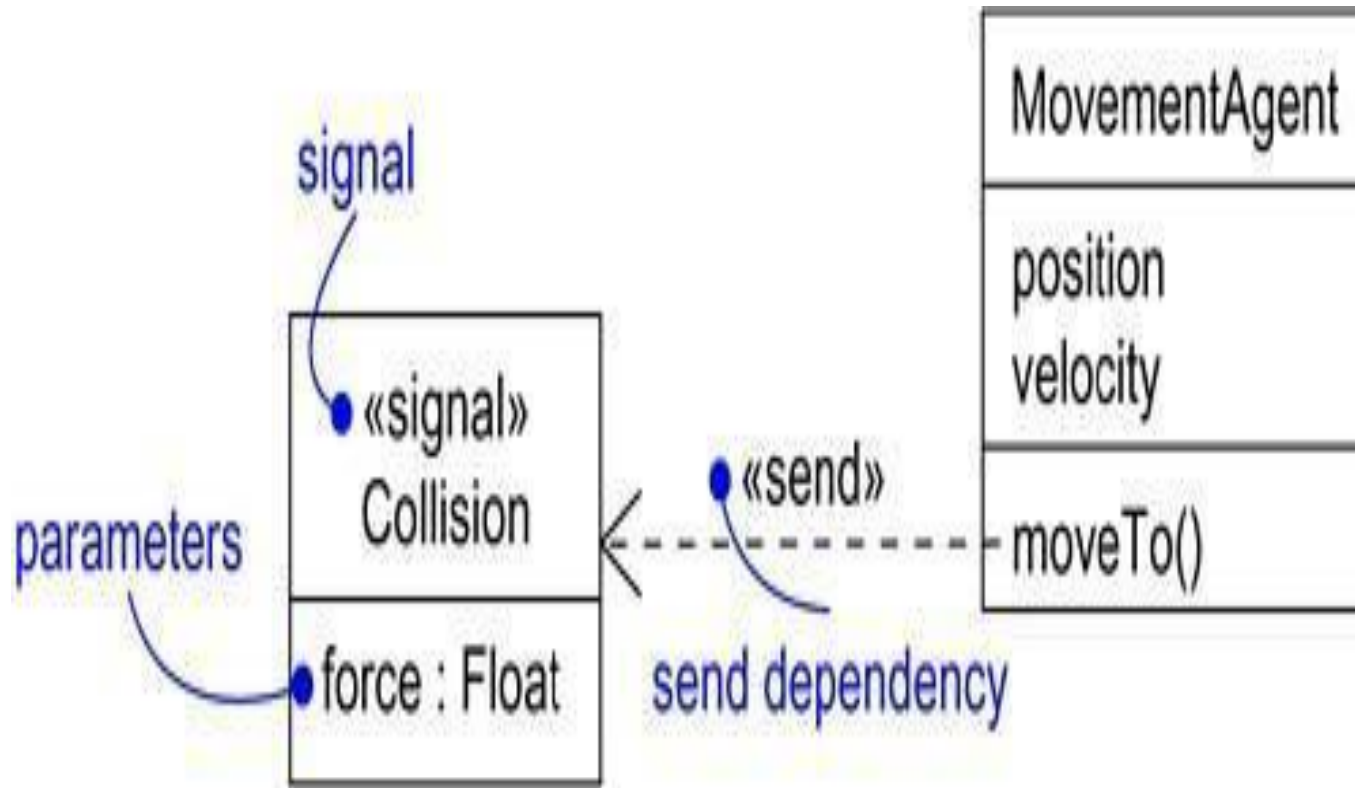 MovementAgent
position
velocity
moveTo()
signal
«signal»
Collision
parameters
force : Float
«send»
send dependency